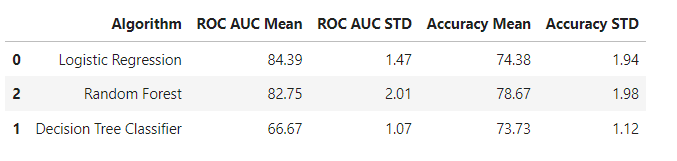 Algorithm ROC AUC Mean ROC AUC STD Accuracy Mean Accuracy STD
0 Logistic Regression 84.39 1.47 74.38 1.94
2 Random Forest 82.75 2.01 78.67 1.98
1 Decision Tree Classifier 66.67 1.07 73.73 1.12